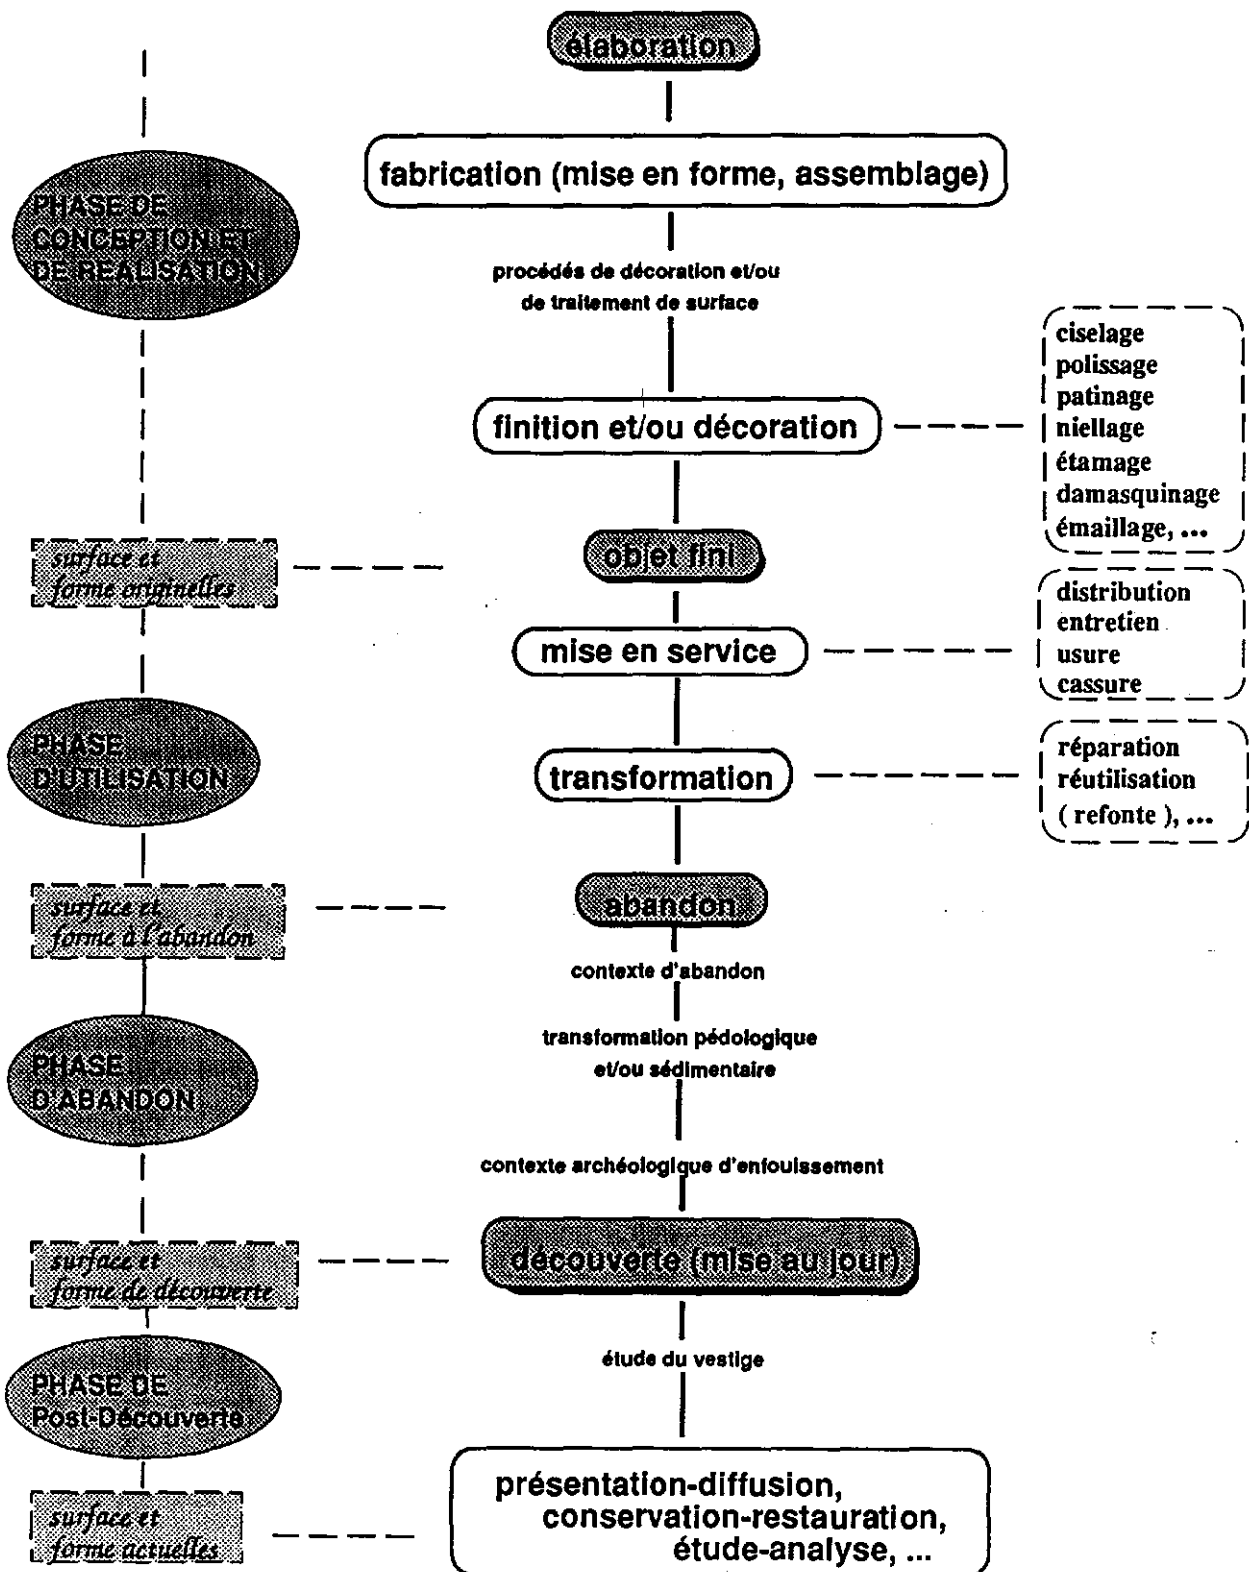 élaboration
fabrication (mise en forme, assemblage)
PHASE DE
CONCEPTION ET
DE REALISATION
procédés de décoration et/ou
de traitement de surface
finition et/ou décoration
ciselage
polissage
patinage
niellage
étamage
damasquinage
émaillage, ...
surface et
forme originelles
objet fini
mise en service
distribution
entretien
usure
cassure
PHASE
D'UTILISATION
transformation
réparation
réutilisation
( refonte ), ...
surface et
forme à l'abandon
abandon
contexte d'abandon
transformation pédologique
et/ou sédimentaire
PHASE
D'ABANDON
contexte archéologique d'enfouissement
surface et
forme de découverte
découverte (mise au jour)
étude du vestige
PHASE DE
Post-Découverte
présentation-diffusion,
conservation-restauration,
étude-analyse, ...
surface et
forme actuelles